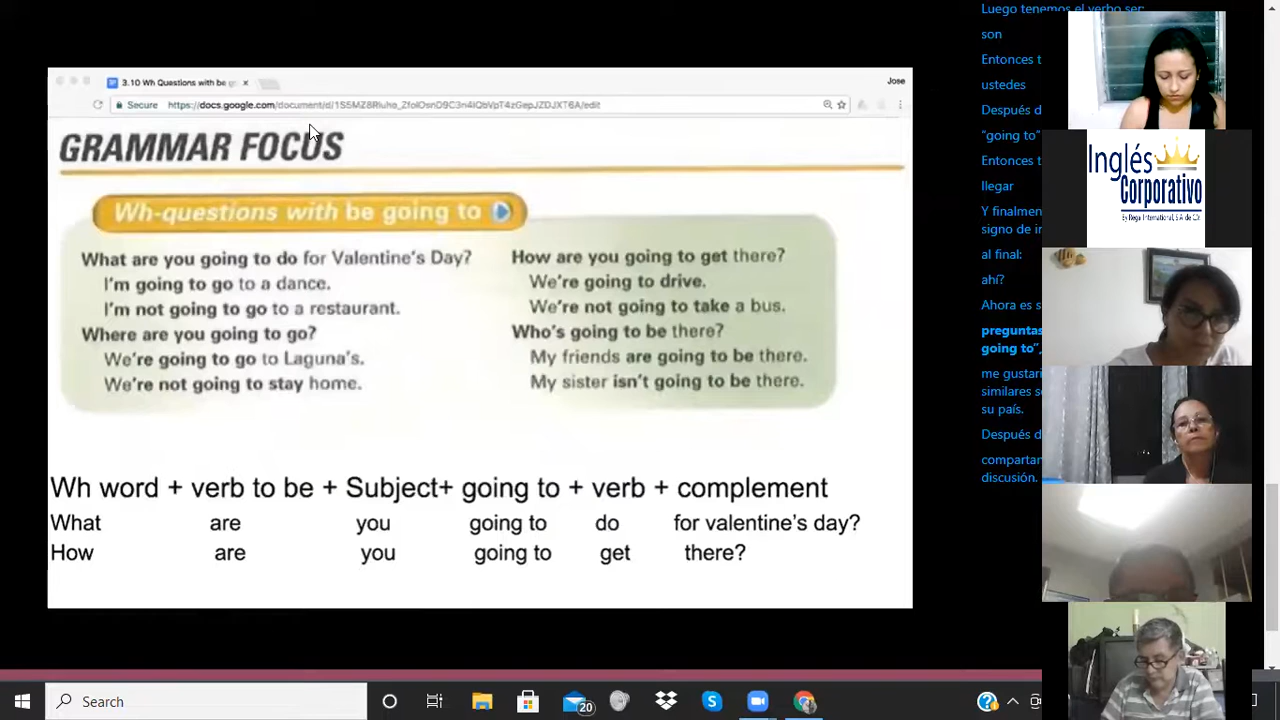 3.10 Wh Questions with be
Jose
Secure
GRAMMAR FOCUS
Wh-questions with be going to
What are you going to do for Valentine's Day?
I'm going to go to a dance.
I'm not going to go to a restaurant.
Where are you going to go?
We're going to go to Laguna's.
We're not going to stay home.
How are you going to get there?
We're going to drive.
We're not going to take a bus.
Who's going to be there?
My friends are going to be there.
My sister isn't going to be there.
Wh word + verb to be + Subject+ going to + verb + complement
What are you going to do for valentine's day?
How are you going to get there?
Luego tenemos el verbo ser:
son
Entonces t
ustedes
Después d
"going to"
Entonces t
llegar
Y finalmen
signo de in
al final:
ahí?
Ahora es s
preguntas
going to",
me gustarí
similares s
su país.
Después d
compartan
discusión.
Inglés
Corporativo
By Regal International, S.A. de C.V.
Search
20